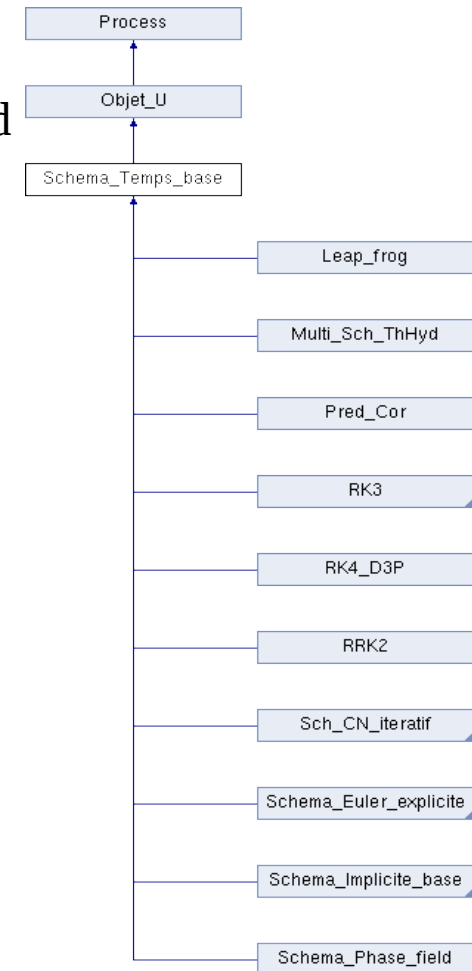 Process
Objet_U
d
Schema_Temps_base
Leap_frog
Multi_Sch_ThHyd
Pred_Cor
RK3
RK4_D3P
RRK2
Sch_CN_iteratif
Schema_Euler_explicite
Schema_Implicite_base
Schema_Phase_field